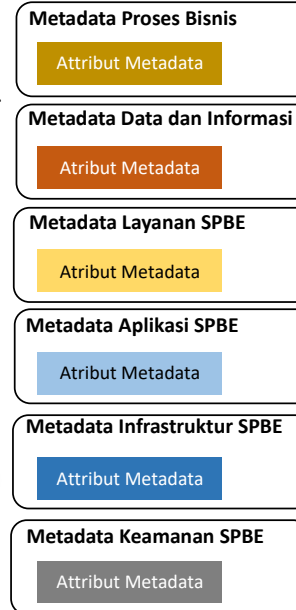 Metadata Proses Bisnis
Attribut Metadata
Metadata Data dan Informasi
Atribut Metadata
Metadata Layanan SPBE
Atribut Metadata
Metadata Aplikasi SPBE
Atribut Metadata
Metadata Infrastruktur SPBE
Attribut Metadata
Metadata Keamanan SPBE
Attribut Metadata